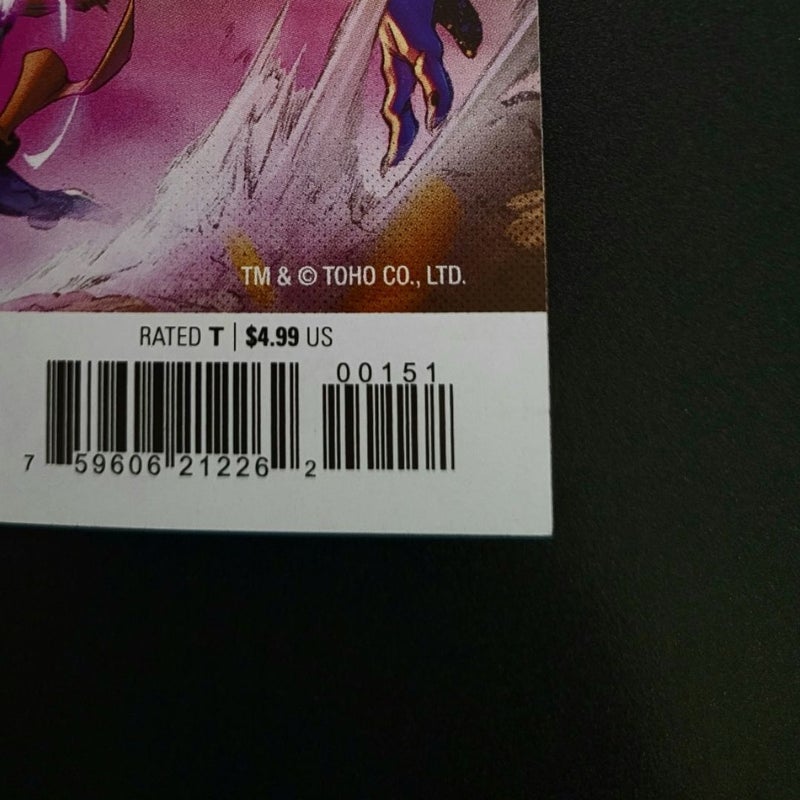 TM & © TOHO CO., LTD.
RATED T | $4.99 US
00151
7 59606 21226 2